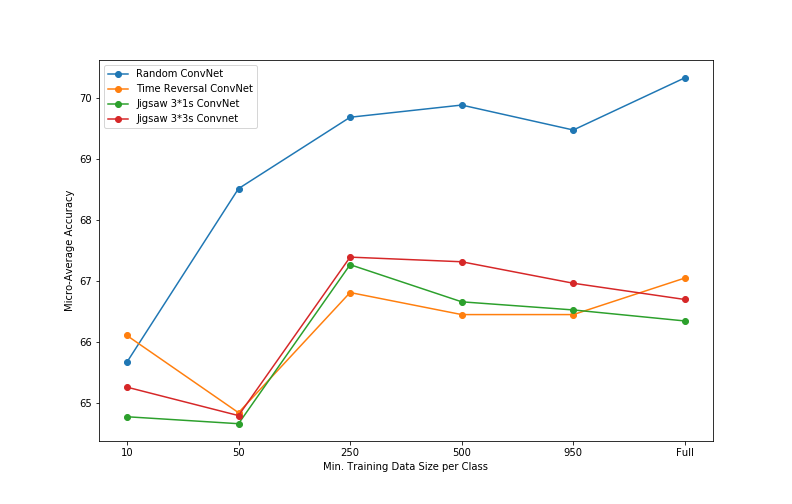 Random ConvNet
Time Reversal ConvNet
Jigsaw 3*1s ConvNet
Jigsaw 3*3s Convnet
Micro-Average Accuracy
70
69
68
67
66
65
10 50 250 500 950 Full
Min. Training Data Size per Class